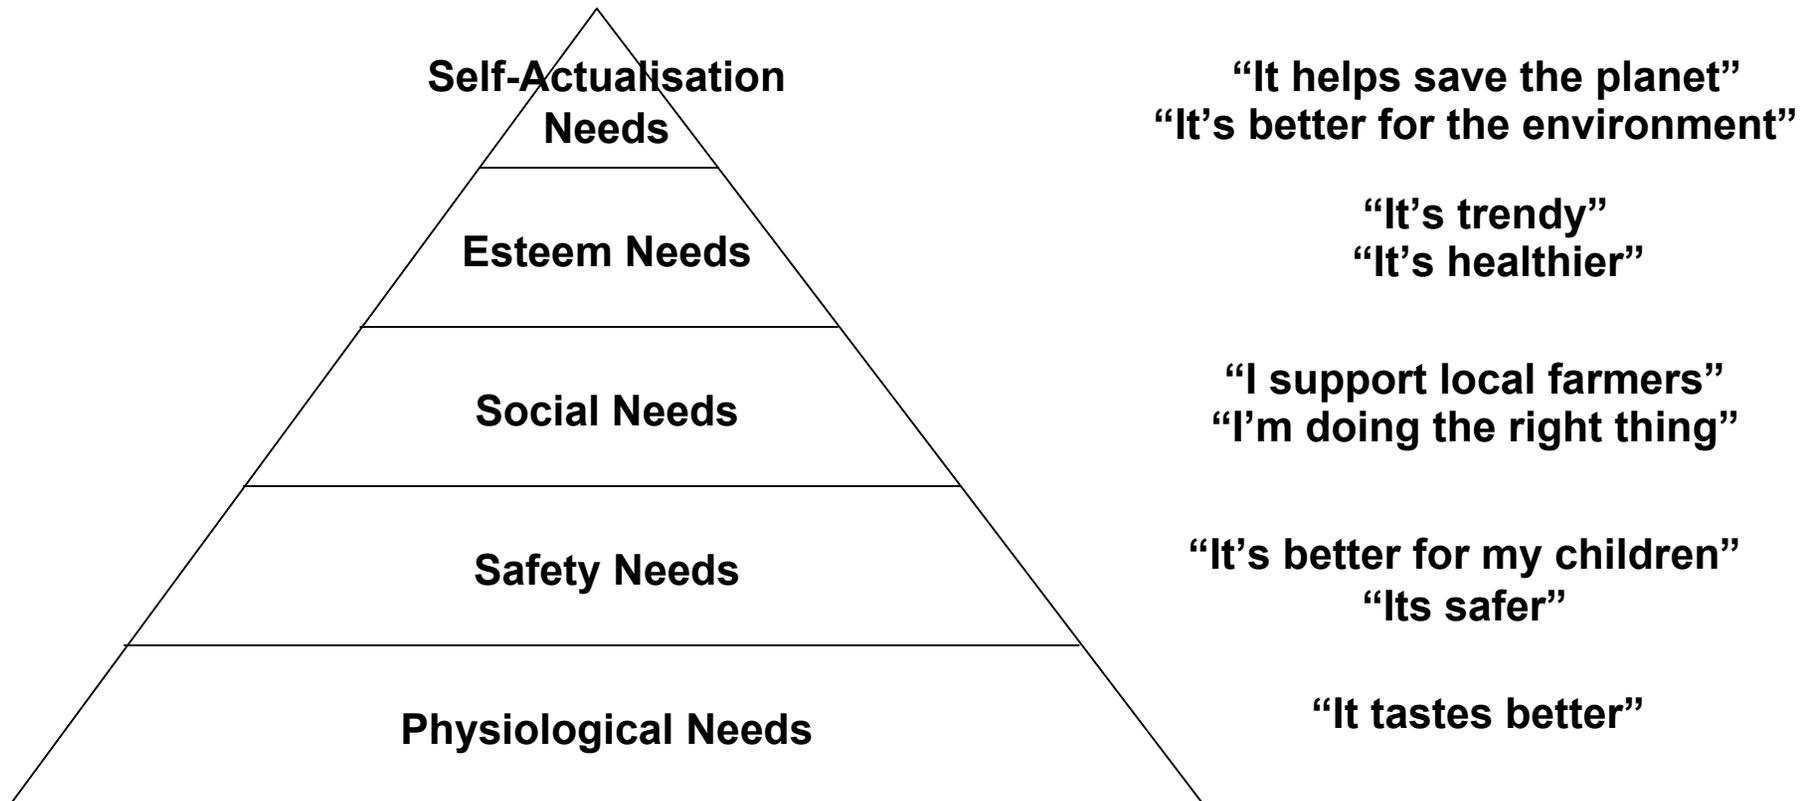 Self-Actualisation
Needs
“It helps save the planet”
“It’s better for the environment”
Esteem Needs
“It’s trendy”
“It’s healthier”
Social Needs
“I support local farmers”
“I’m doing the right thing”
Safety Needs
“It’s better for my children”
“Its safer”
Physiological Needs
“It tastes better”